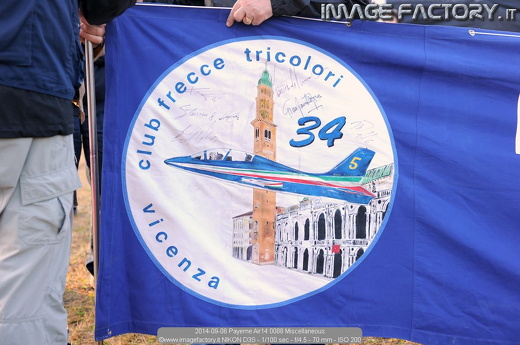 IMAGE FACTORY.IT
club frecce tricolori
34
5
vicenza
2014-09-06 Payerne Air14 0088 Miscellaneous
©www.imagefactory.it NIKON D3S - 1/100 sec - f/4.5 - 70 mm - ISO 200